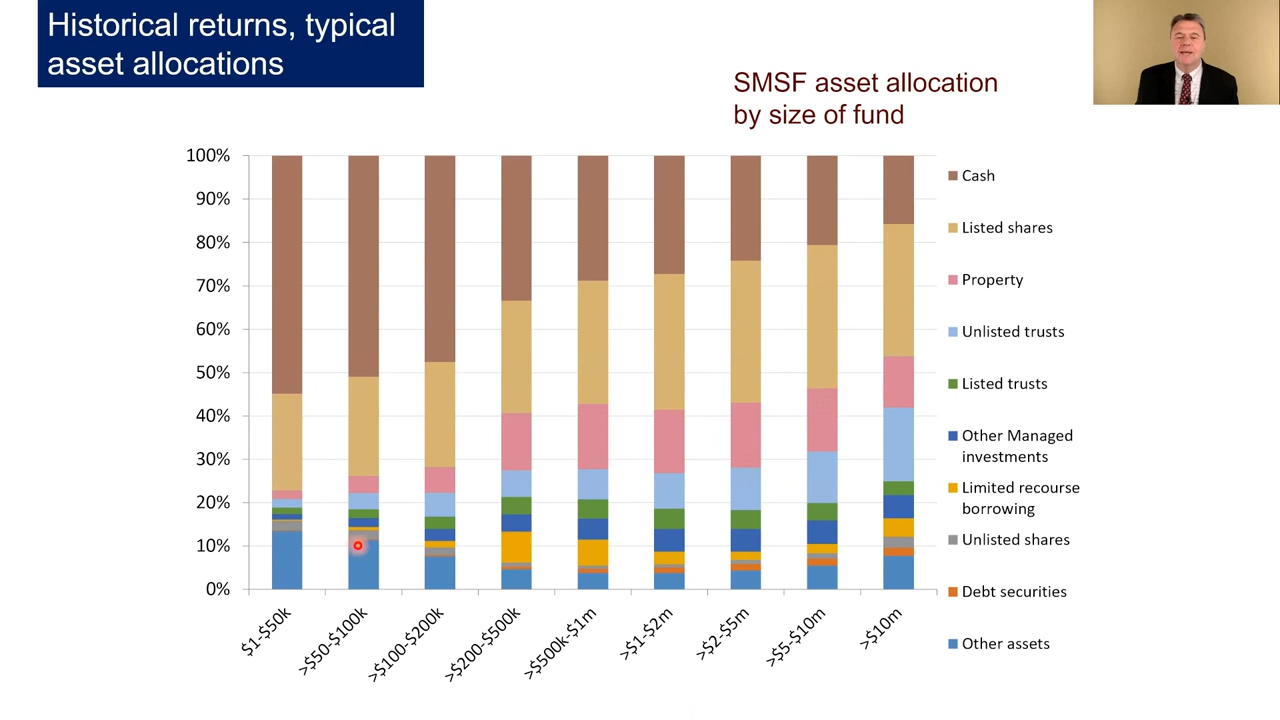 Historical returns, typical
asset allocations
SMSF asset allocation
by size of fund
100%
90%
80%
70%
60%
50%
40%
30%
20%
10%
0%
$1-$50k
>$50-$100k
>$100-$200k
>$200-$500k
>$500k-$1m
>$1-$2m
>$2-$5m
>$5-$10m
>$10m
Cash
Listed shares
Property
Unlisted trusts
Listed trusts
Other Managed
investments
Limited recourse
borrowing
Unlisted shares
Debt securities
Other assets